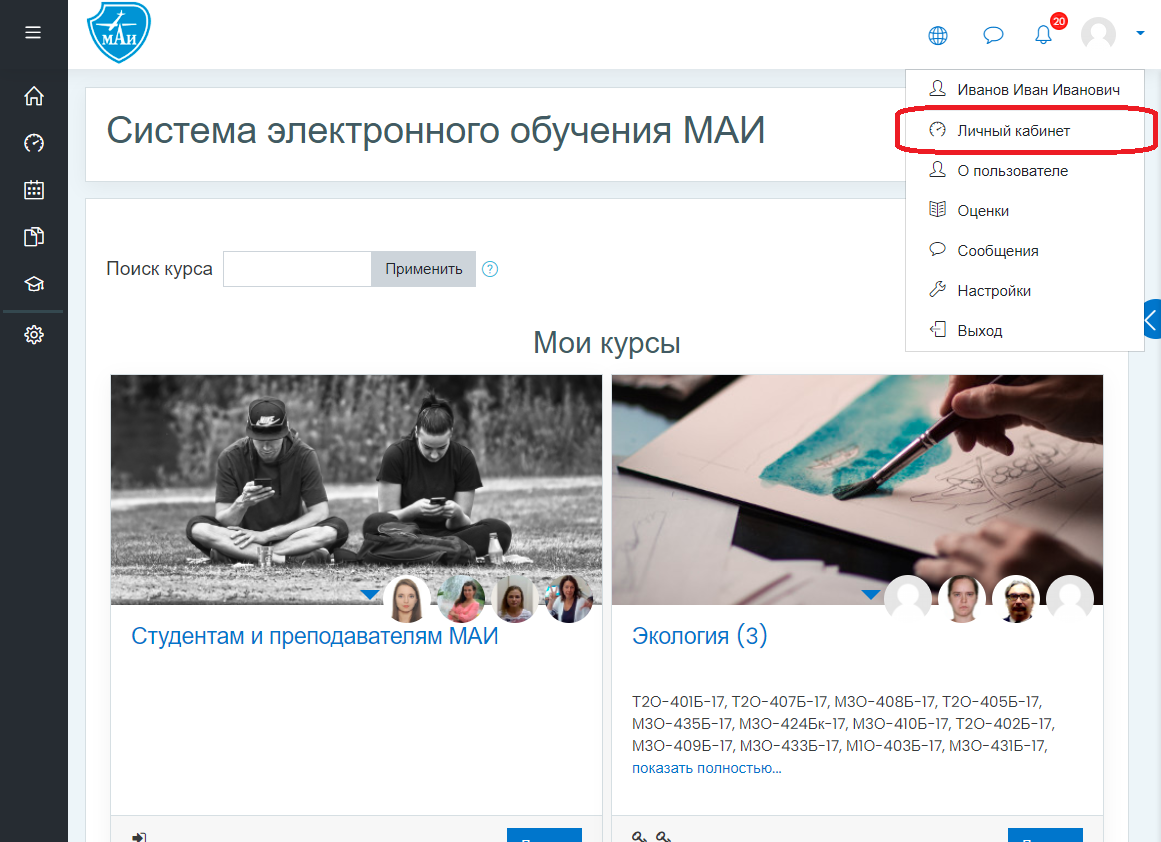 МАИ
20
Иванов Иван Иванович
Личный кабинет
О пользователе
Оценки
Сообщения
Настройки
Выход
Система электронного обучения МАИ
Поиск курса
Применить
?
Мои курсы
Студентам и преподавателям МАИ
Экология (3)
Т2О-401Б-17, Т2О-407Б-17, М3О-408Б-17, Т2О-405Б-17,
М3О-435Б-17, М3О-424Бк-17, М3О-410Б-17, Т2О-402Б-17,
М3О-409Б-17, М3О-433Б-17, М1О-403Б-17, М3О-431Б-17,
показать полностью...